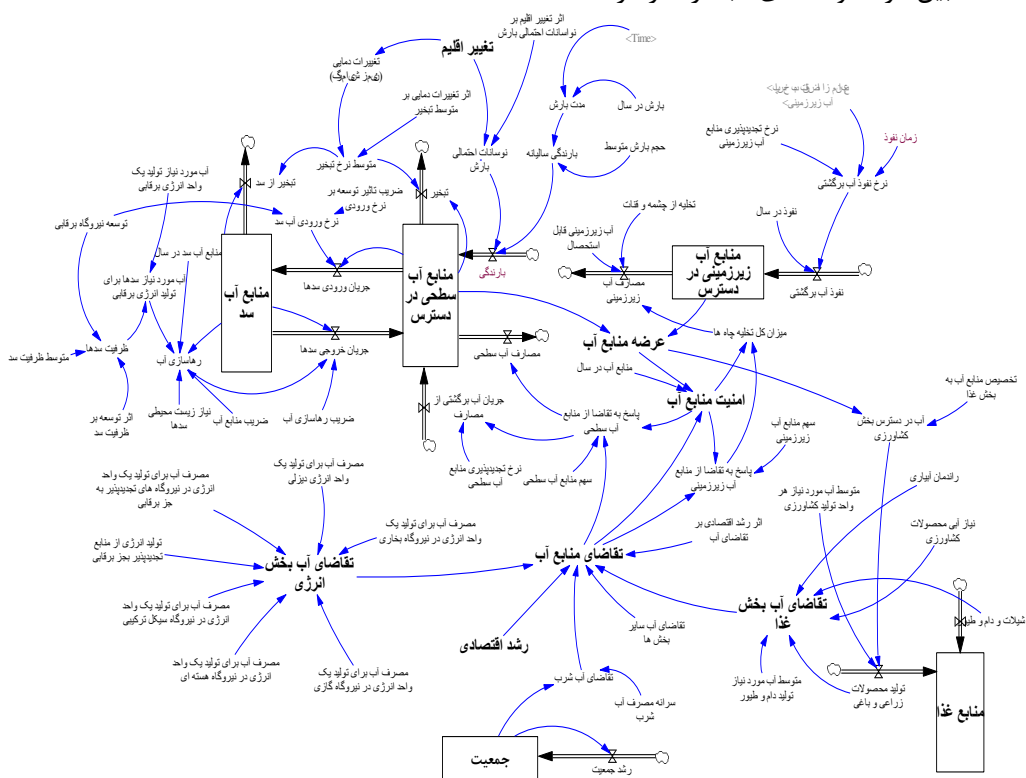 اثر تغییر اقلیم بر
نواسانات احتمالی بارش
تغییر اقلیم
<Time>
تغییرات دمایی
اثر تغییرات دمایی بر
متوسط تبخیر
مدت بارش
بارش در سال
آب زیرزمینی>
نرخ تجدیدپذیری منابع
آب زیرزمینی
زمان نفوذ
نرخ نفوذ آب برگشتی
بارندگی سالیانه
حجم بارش متوسط
نوسانات احتمالی
بارش
متوسط نرخ تبخیر
تبخیر از سد
تبخیر
آب مورد نیاز تولید یک
واحد انرژی برقابی
توسعه نیروگاه برقابی
ضریب تاثیر توسعه بر
نرخ ورودی
نرخ ورودی آب سد
تخلیه از چشمه و قنات
نفوذ در سال
آب زیرزمینی قابل
استحصال
منابع آب سد در سال
منابع آب
سد
منابع آب
سطحی در
دسترس
بارندگی
منابع آب
زیرزمینی در
دسترس
نفوذ آب برگشتی
مصارف آب
زیرزمینی
جریان ورودی سدها
آب مورد نیاز سدها برای
تولید انرژی برقابی
میزان کل تخلیه چاه ها
عرضه منابع آب
جریان خروجی سدها
مصارف آب سطحی
ظرفیت سدها
متوسط ظرفیت سد
رهاسازی آب
منابع آب در سال
امنیت منابع آب
تخصیص منابع آب به
بخش غذا
نیاز زیست محیطی
سدها
ضریب منابع آب
ضریب رهاسازی آب
اثر توسعه بر
ظرفیت سد
جریان آب برگشتی از
مصارف
پاسخ به تقاضا از منابع
آب سطحی
سهم منابع آب
زیرزمینی
آب در دسترس بخش
کشاورزی
نرخ تجدیدپذیری منابع
آب سطحی
سهم منابع آب سطحی
پاسخ به تقاضا از منابع
آب زیرزمینی
مصرف آب برای تولید یک واحد
انرژی در نیروگاه های تجدیدپذیر به
جز برقابی
مصرف آب برای تولید یک
واحد انرژی دیزلی
متوسط آب مورد نیاز هر
واحد تولید کشاورزی
راندمان آبیاری
مصرف آب برای تولید یک
واحد انرژی در نیروگاه بخاری
اثر رشد اقتصادی بر
تقاضای آب
نیاز آبی محصولات
کشاورزی
تولید انرژی از منابع
تجدیدپذیر بجز برقابی
تقاضای آب بخش
انرژی
تقاضای منابع آب
مصرف آب برای تولید یک واحد
انرژی در نیروگاه سیکل ترکیبی
تقاضای آب بخش
غذا
شیلات و دام و طیور
رشد اقتصادی
تقاضای آب سایر
بخش ها
مصرف آب برای تولید یک واحد
انرژی در نیروگاه هسته ای
مصرف آب برای تولید یک
واحد انرژی در نیروگاه گازی
تقاضای آب شرب
متوسط آب مورد نیاز
تولید دام و طیور
تولید محصولات
زراعی و باغی
منابع غذا
سرانه مصرف آب
شرب
جمعیت
رشد جمعیت